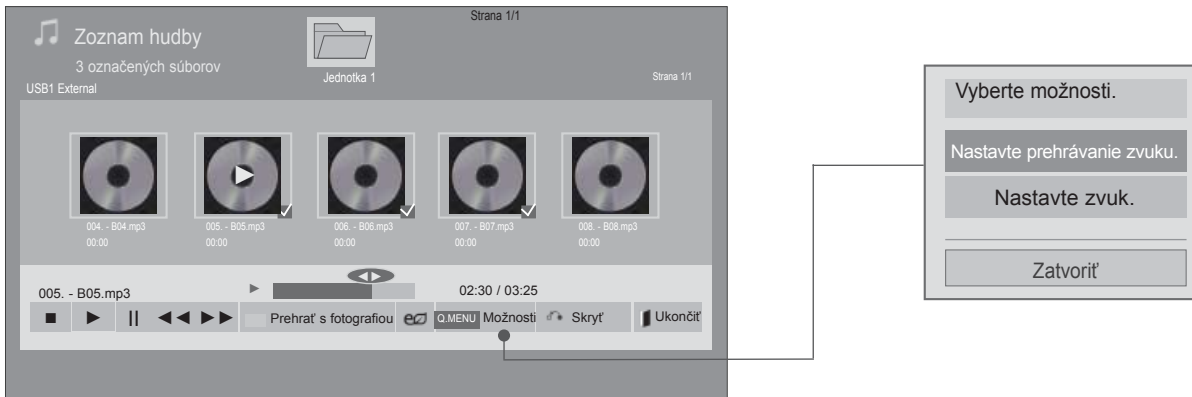 Strana 1/1
Zoznam hudby
3 označených súborov
Jednotka 1
Strana 1/1
USB1 External
004. - B04.mp3
00:00
005. - B05.mp3
00:00
006. - B06.mp3
00:00
007. - B07.mp3
00:00
008. - B08.mp3
00:00
005. - B05.mp3
02:30 / 03:25
Prehrať s fotografiou
Q.MENU Možnosti
Skryť
Ukončiť
Vyberte možnosti.
Nastavte prehrávanie zvuku.
Nastavte zvuk.
Zatvoriť